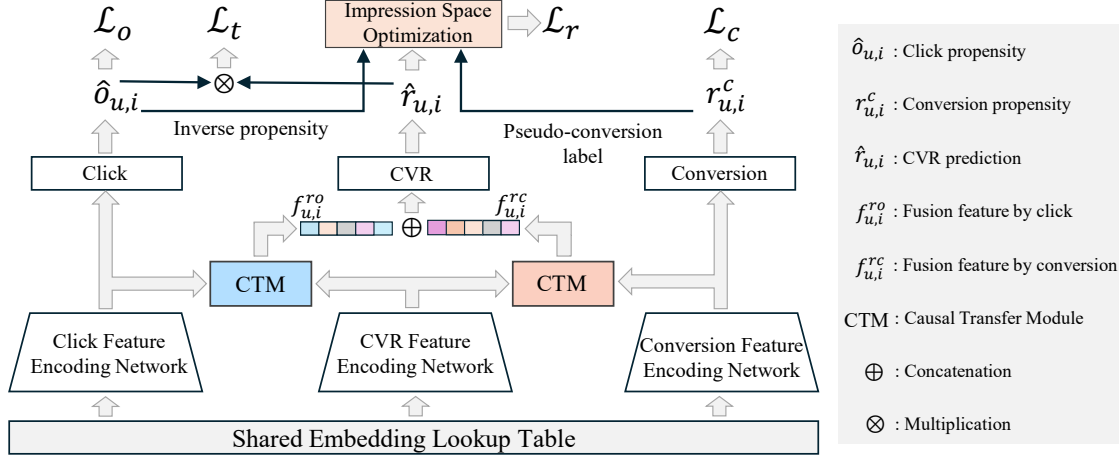 ℒ_o
ℒ_t
Impression Space
Optimization
ℒ_r
ℒ_c
ô_{u,i}
r̂_{u,i}
r^c_{u,i}
Inverse propensity
Pseudo-conversion
label
Click
CVR
Conversion
f^{ro}_{u,i}
f^{rc}_{u,i}
⊗
⊕
CTM
CTM
Click Feature
Encoding Network
CVR Feature
Encoding Network
Conversion Feature
Encoding Network
Shared Embedding Lookup Table
ô_{u,i} : Click propensity
r^c_{u,i} : Conversion propensity
r̂_{u,i} : CVR prediction
f^{ro}_{u,i} : Fusion feature by click
f^{rc}_{u,i} : Fusion feature by conversion
CTM : Causal Transfer Module
⊕ : Concatenation
⊗ : Multiplication